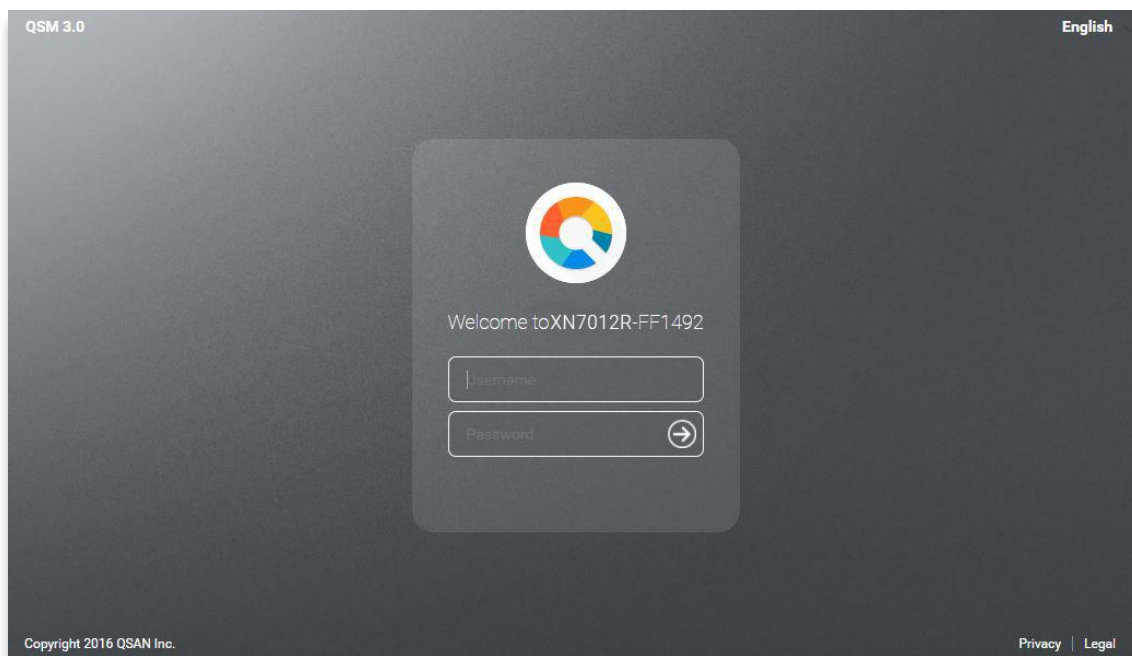 QSM 3.0
English
Welcome toXN7012R-FF1492
Username
Password
Copyright 2016 QSAN Inc.
Privacy | Legal